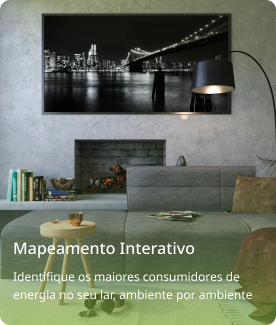 Mapeamento Interativo
Identifique os maiores consumidores de
energia no seu lar, ambiente por ambiente